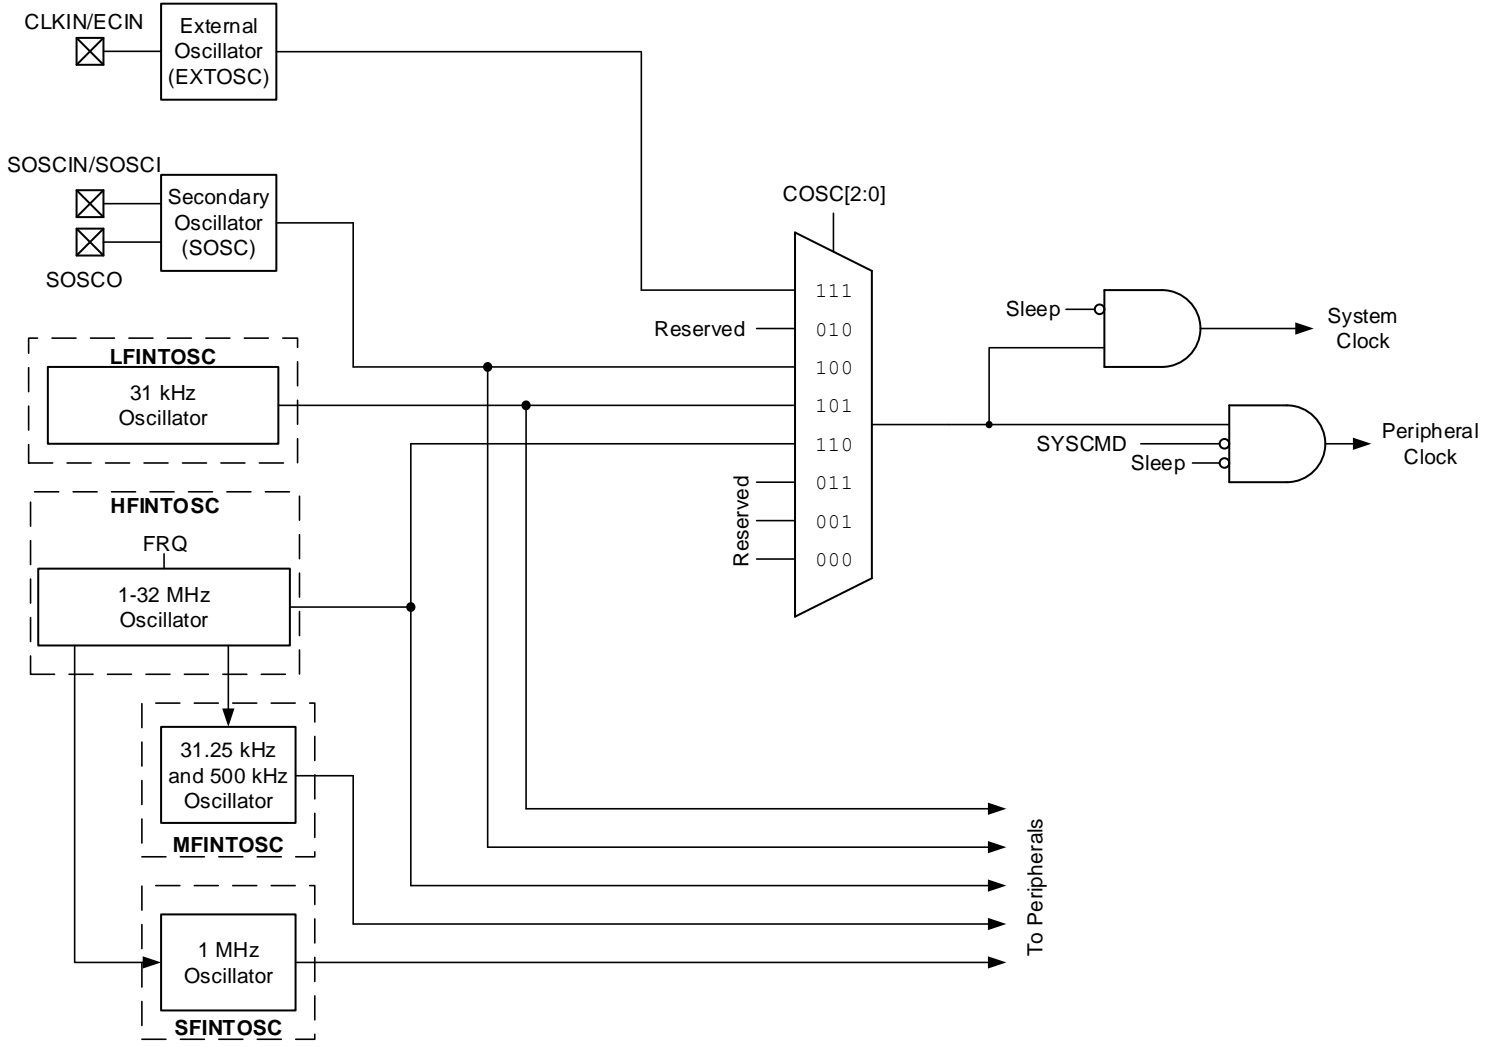 CLKIN/ECIN
External
Oscillator
(EXTOSC)
SOSCIN/SOSCI
Secondary
Oscillator
(SOSC)
SOSCO
LFINTOSC
31 kHz
Oscillator
HFINTOSC
FRQ
1-32 MHz
Oscillator
31.25 kHz
and 500 kHz
Oscillator
MFINTOSC
1 MHz
Oscillator
SFINTOSC
COSC[2:0]
111
Reserved
010
100
101
110
011
001
000
Reserved
Sleep
System
Clock
SYSCMD
Sleep
Peripheral
Clock
To Peripherals